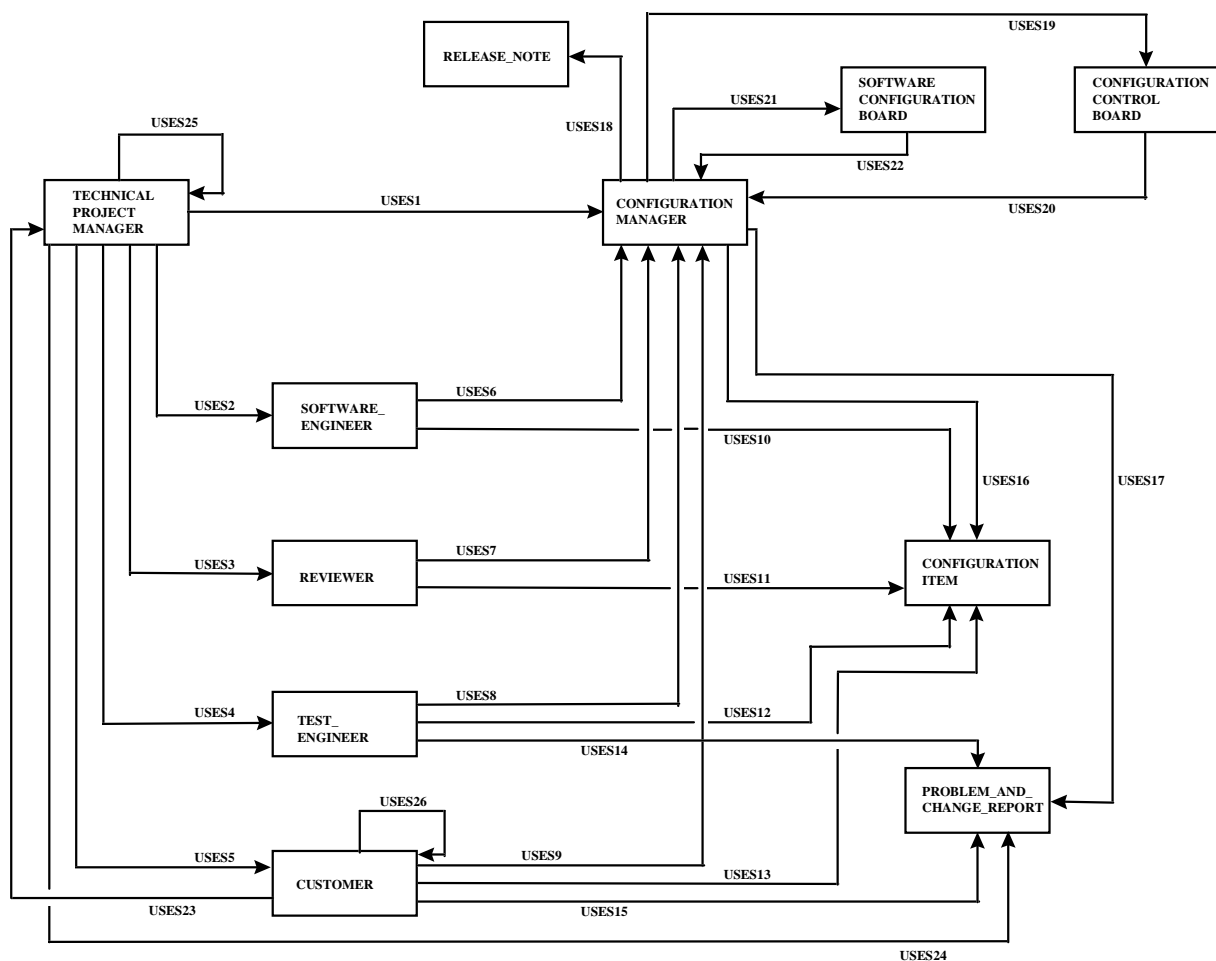 USES19
RELEASE_NOTE
SOFTWARE
CONFIGURATION
BOARD
CONFIGURATION
CONTROL
BOARD
USES21
USES25
USES18
USES22
TECHNICAL
PROJECT
MANAGER
USES1
CONFIGURATION
MANAGER
USES20
USES6
USES2
SOFTWARE_
ENGINEER
USES10
USES16
USES17
USES7
USES3
REVIEWER
USES11
CONFIGURATION
ITEM
USES8
USES4
TEST_
ENGINEER
USES12
USES14
PROBLEM_AND_
CHANGE_REPORT
USES26
USES5
USES9
CUSTOMER
USES13
USES23
USES15
USES24